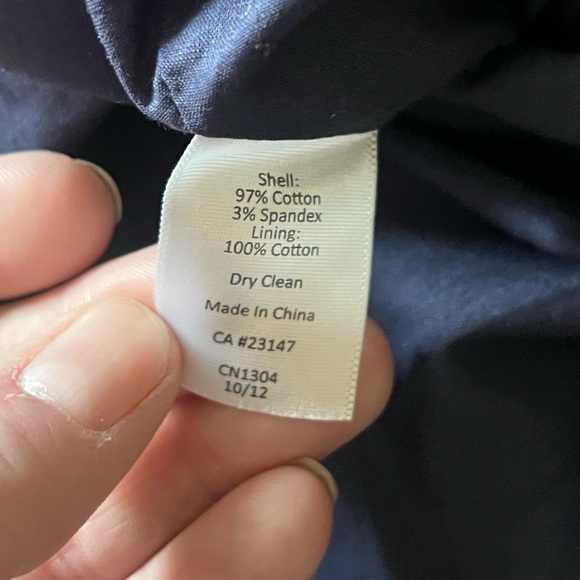 Shell:
97% Cotton
3% Spandex
Lining:
100% Cotton
Dry Clean
Made In China
CA #23147
CN1304
10/12